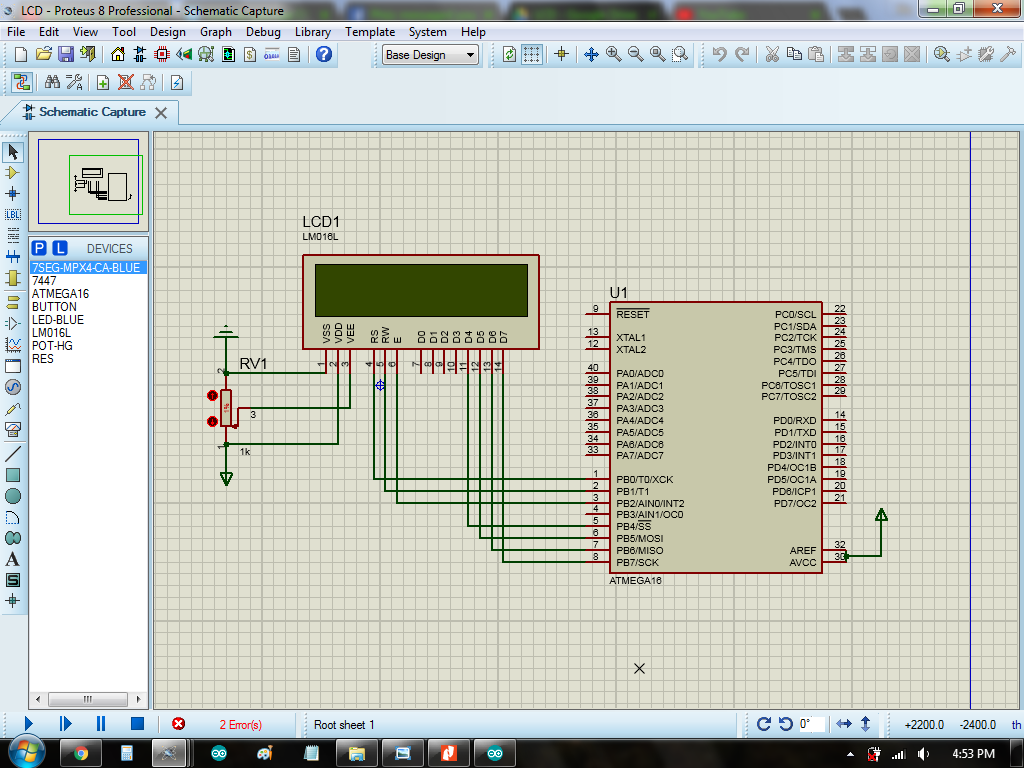 LCD - Proteus 8 Professional - Schematic Capture
File Edit View Tool Design Graph Debug Library Template System Help
Base Design
Schematic Capture
LBL
P L DEVICES
7SEG-MPX4-CA-BLUE
7447
ATMEGA16
BUTTON
LED-BLUE
LM016L
POT-HG
RES
A
S
LCD1
LM016L
VSS
VDD
VEE
RS
RW
E
D0
D1
D2
D3
D4
D5
D6
D7
1
2
3
4
5
6
7
8
9
10
11
12
13
14
RV1
2
3
1
1%
1k
U1
9 RESET
13 XTAL1
12 XTAL2
40 PA0/ADC0
39 PA1/ADC1
38 PA2/ADC2
37 PA3/ADC3
36 PA4/ADC4
35 PA5/ADC5
34 PA6/ADC6
33 PA7/ADC7
1 PB0/T0/XCK
2 PB1/T1
3 PB2/AIN0/INT2
4 PB3/AIN1/OC0
5 PB4/SS
6 PB5/MOSI
7 PB6/MISO
8 PB7/SCK
PC0/SCL 22
PC1/SDA 23
PC2/TCK 24
PC3/TMS 25
PC4/TDO 26
PC5/TDI 27
PC6/TOSC1 28
PC7/TOSC2 29
PD0/RXD 14
PD1/TXD 15
PD2/INT0 16
PD3/INT1 17
PD4/OC1B 18
PD5/OC1A 19
PD6/ICP1 20
PD7/OC2 21
AREF 32
AVCC 30
ATMEGA16
2 Error(s)
Root sheet 1
0°
+2200.0 -2400.0 th
4:53 PM